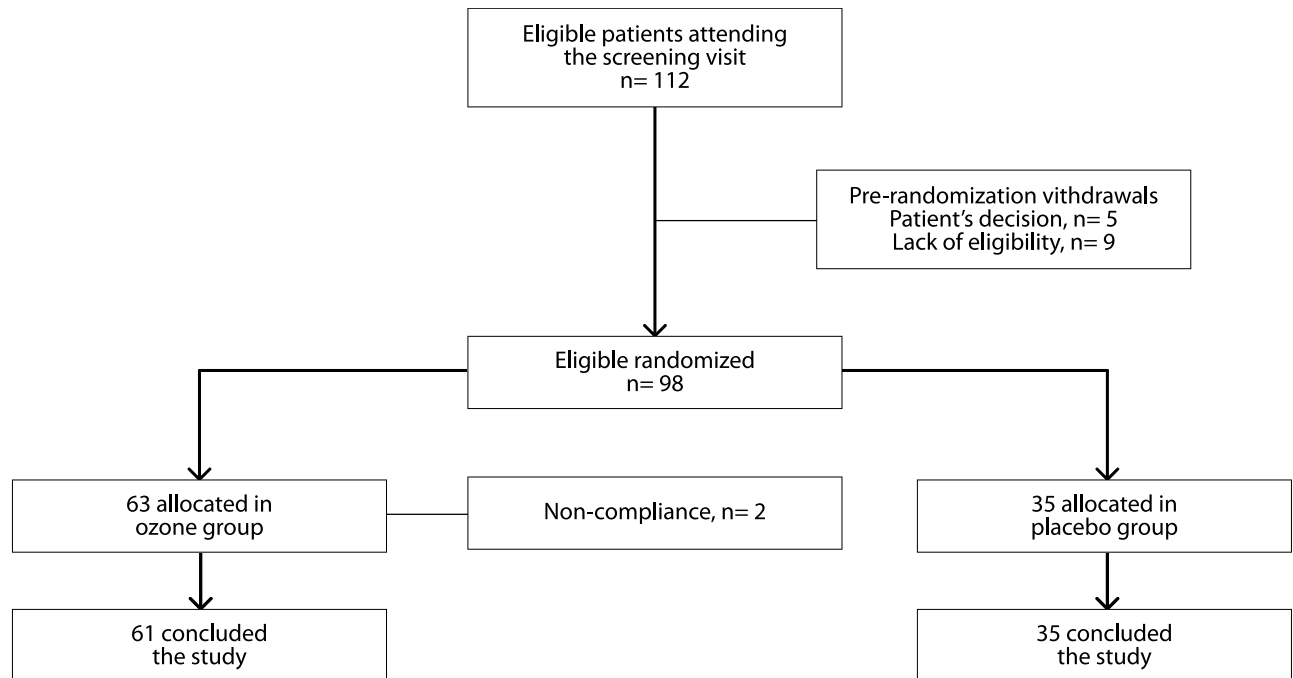 Eligible patients attending
the screening visit
n= 112
Pre-randomization vithdrawals
Patient's decision, n= 5
Lack of eligibility, n= 9
Eligible randomized
n= 98
63 allocated in
ozone group
Non-compliance, n= 2
35 allocated in
placebo group
61 concluded
the study
35 concluded
the study